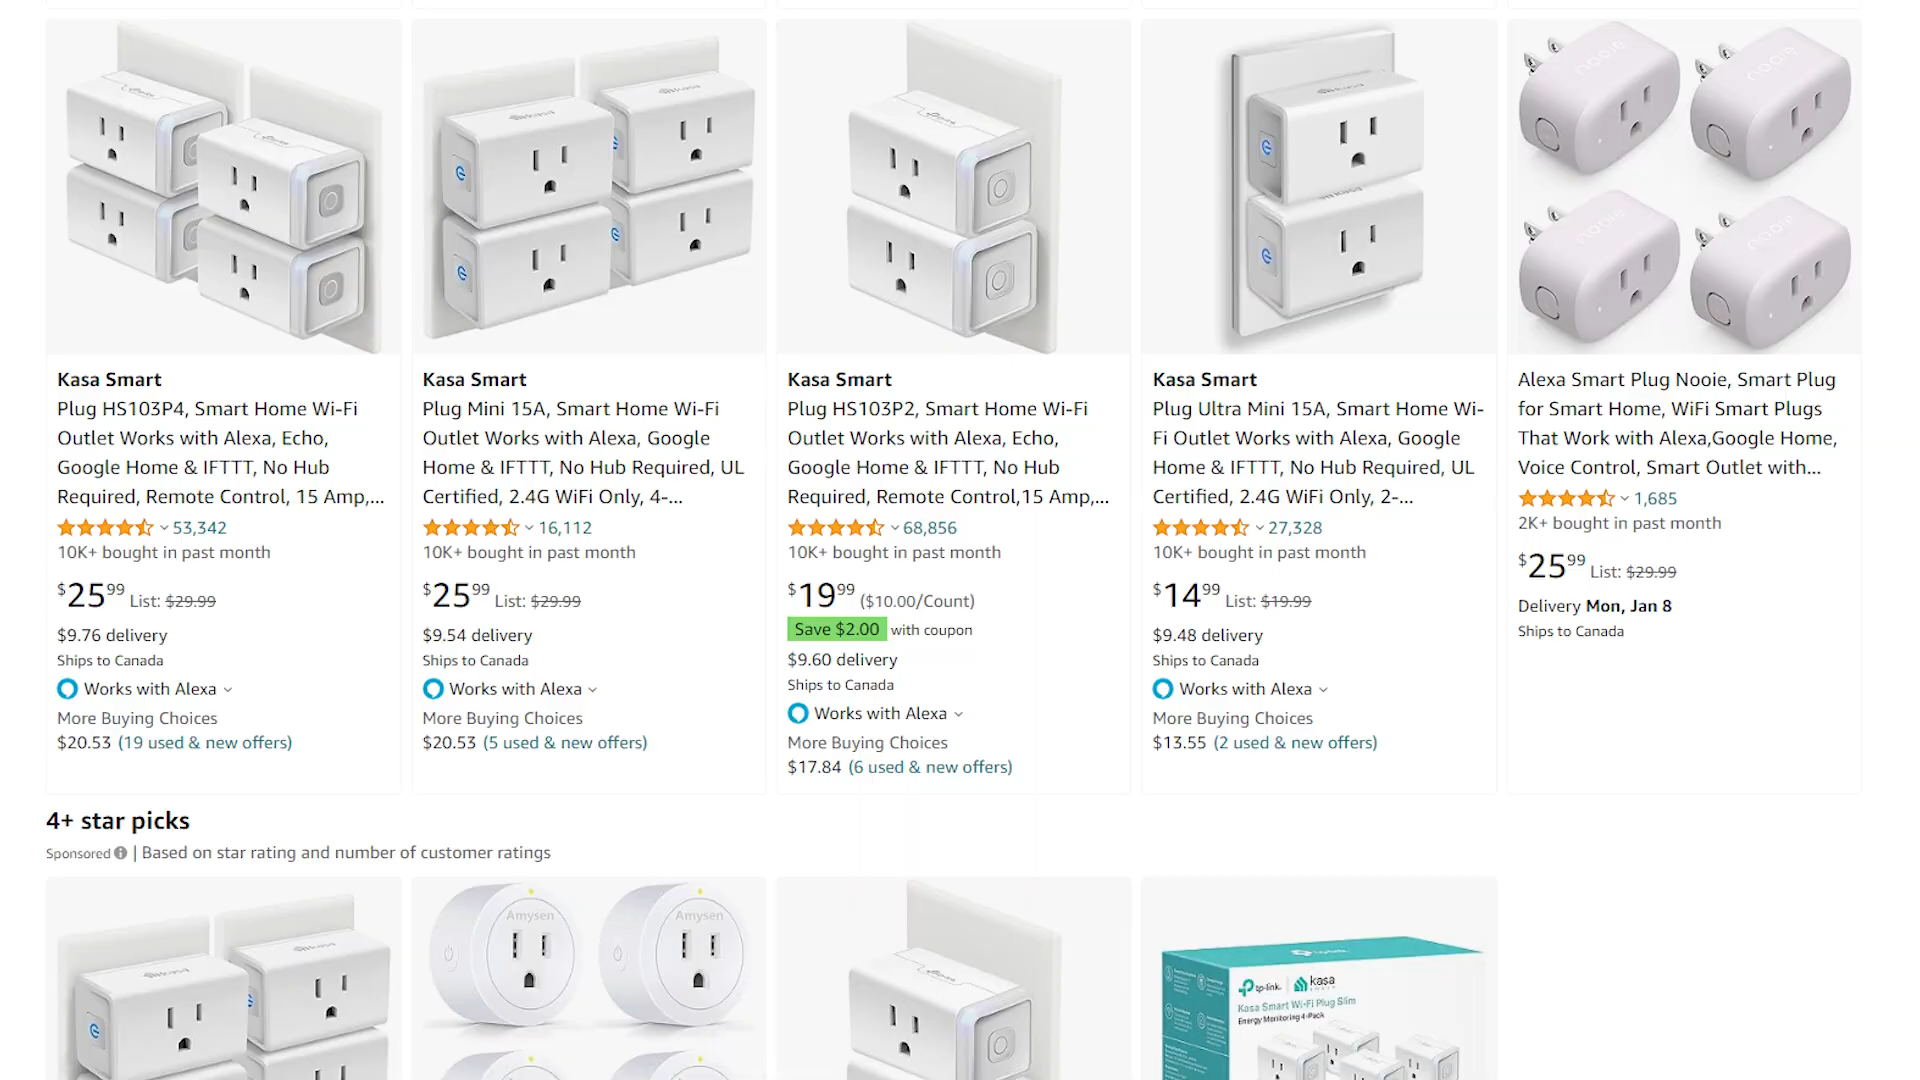 Kasa Smart
Plug HS103P4, Smart Home Wi-Fi
Outlet Works with Alexa, Echo,
Google Home & IFTTT, No Hub
Required, Remote Control, 15 Amp,...
53,342
10K+ bought in past month
$25.99 List: $29.99
$9.76 delivery
Ships to Canada
Works with Alexa
More Buying Choices
$20.53 (19 used & new offers)
Kasa Smart
Plug Mini 15A, Smart Home Wi-Fi
Outlet Works with Alexa, Google
Home & IFTTT, No Hub Required, UL
Certified, 2.4G WiFi Only, 4-...
16,112
10K+ bought in past month
$25.99 List: $29.99
$9.54 delivery
Ships to Canada
Works with Alexa
More Buying Choices
$20.53 (5 used & new offers)
Kasa Smart
Plug HS103P2, Smart Home Wi-Fi
Outlet Works with Alexa, Echo,
Google Home & IFTTT, No Hub
Required, Remote Control,15 Amp,...
68,856
10K+ bought in past month
$19.99 ($10.00/Count)
Save $2.00 with coupon
$9.60 delivery
Ships to Canada
Works with Alexa
More Buying Choices
$17.84 (6 used & new offers)
kasa
Kasa Smart
Plug Ultra Mini 15A, Smart Home Wi-
Fi Outlet Works with Alexa, Google
Home & IFTTT, No Hub Required, UL
Certified, 2.4G WiFi Only, 2-...
27,328
10K+ bought in past month
$14.99 List: $19.99
$9.48 delivery
Ships to Canada
Works with Alexa
More Buying Choices
$13.55 (2 used & new offers)
nooie
nooie
nooie
nooie
Alexa Smart Plug Nooie, Smart Plug
for Smart Home, WiFi Smart Plugs
That Work with Alexa,Google Home,
Voice Control, Smart Outlet with...
1,685
2K+ bought in past month
$25.99 List: $29.99
Delivery Mon, Jan 8
Ships to Canada
4+ star picks
Sponsored | Based on star rating and number of customer ratings
Amysen
Amysen
tp-link
tp-link | kasa
Kasa Smart Wi-Fi Plug Slim
Energy Monitoring 4-Pack